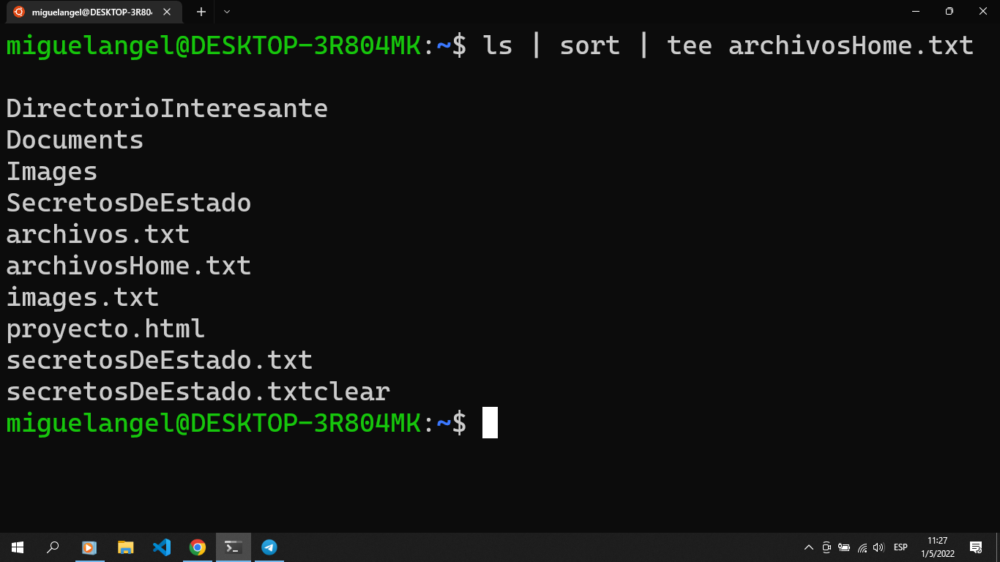 miguelangel@DESKTOP-3R804
miguelangel@DESKTOP-3R804MK:~$ ls | sort | tee archivosHome.txt
DirectorioInteresante
Documents
Images
SecretosDeEstado
archivos.txt
archivosHome.txt
images.txt
proyecto.html
secretosDeEstado.txt
secretosDeEstado.txtclear
miguelangel@DESKTOP-3R804MK:~$
ESP
11:27
1/5/2022